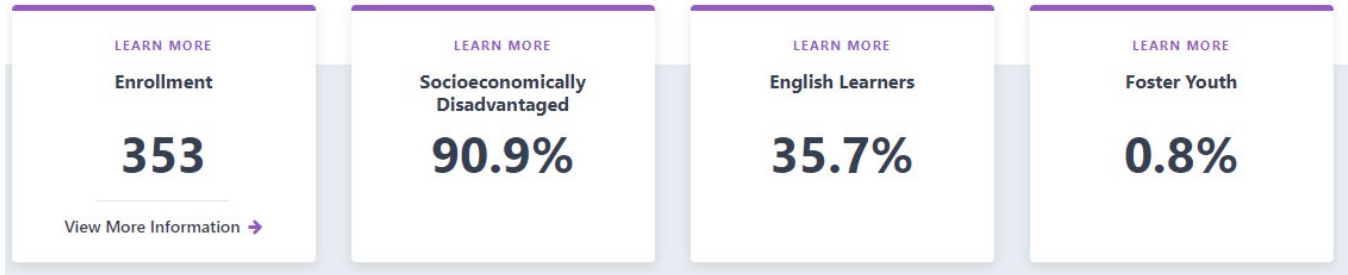 LEARN MORE
Enrollment
353
View More Information
LEARN MORE
Socioeconomically
Disadvantaged
90.9%
LEARN MORE
English Learners
35.7%
LEARN MORE
Foster Youth
0.8%